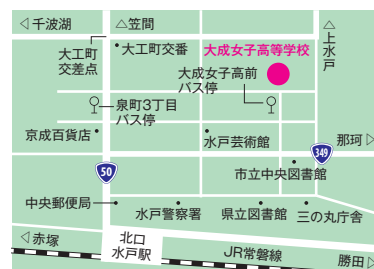 ◁千波湖
△笠間
△上水戸
大工町
交差点
大工町交番
大成女子高等学校
大成女子高前
バス停
泉町3丁目
バス停
京成百貨店
水戸芸術館
349
那珂▷
50
市立中央図書館
中央郵便局
水戸警察署
県立図書館
三の丸庁舎
◁赤塚
北口
水戸駅
JR常磐線
勝田▷